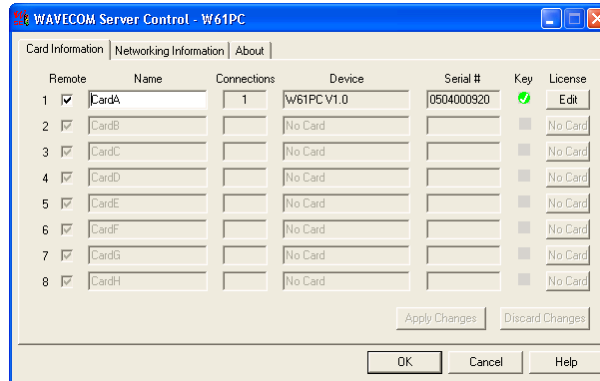 WAVECOM Server Control - W61PC
Card Information Networking Information About
Remote Name Connections Device Serial # Key License
1 CardA 1 W61PC V1.0 0504000920 Edit
2 CardB No Card No Card
3 CardC No Card No Card
4 CardD No Card No Card
5 CardE No Card No Card
6 CardF No Card No Card
7 CardG No Card No Card
8 CardH No Card No Card
Apply Changes Discard Changes
OK Cancel Help